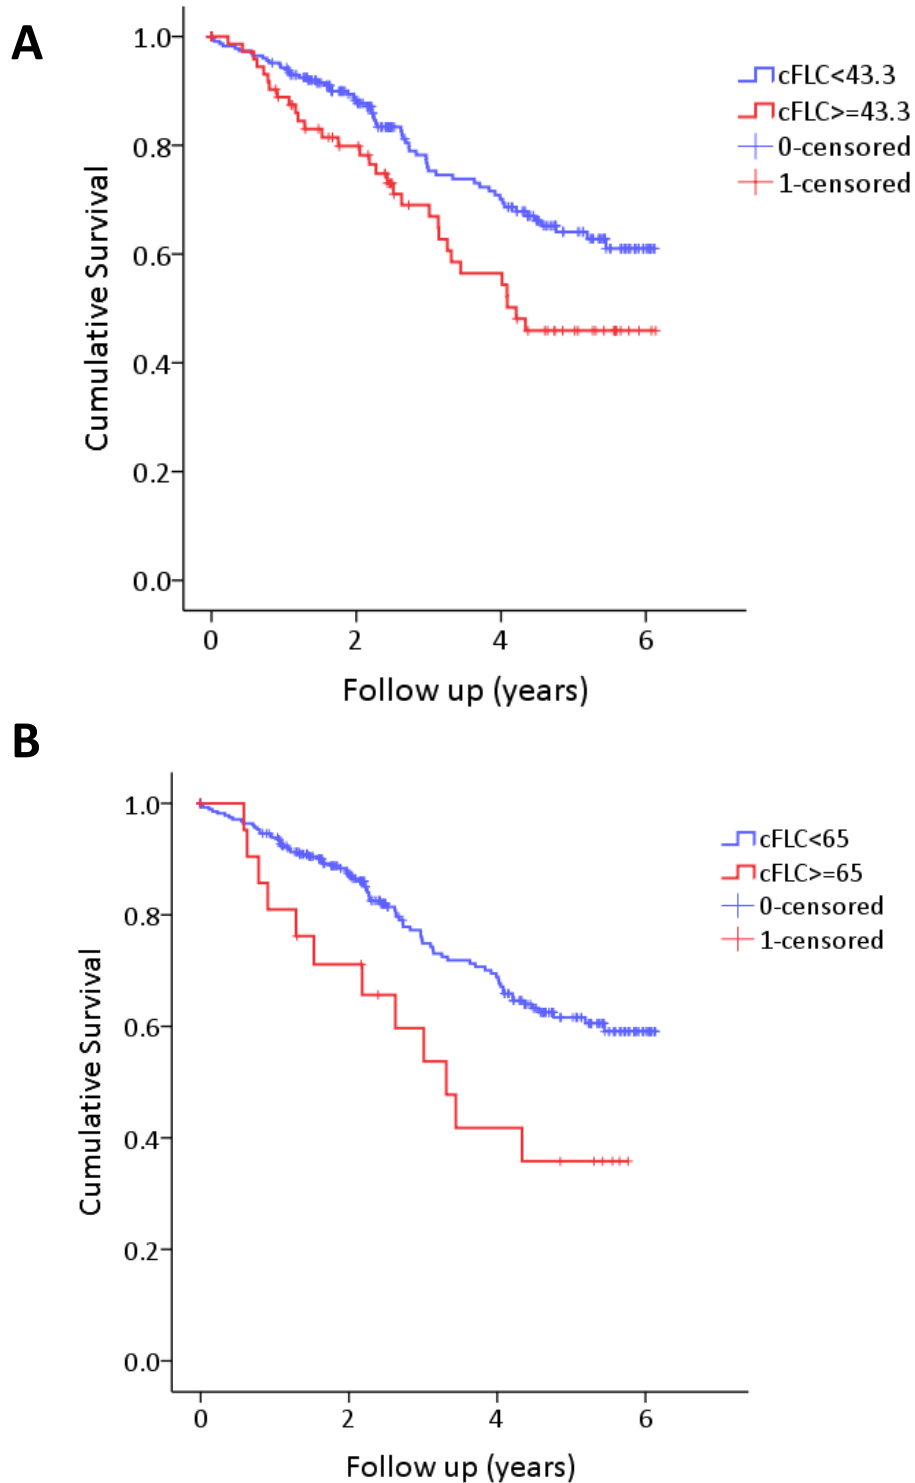 A
1.0
0.8
0.6
0.4
0.2
0.0
Cumulative Survival
0 2 4 6
Follow up (years)
cFLC<43.3
cFLC>=43.3
0-censored
1-censored
B
1.0
0.8
0.6
0.4
0.2
0.0
Cumulative Survival
0 2 4 6
Follow up (years)
cFLC<65
cFLC>=65
0-censored
1-censored